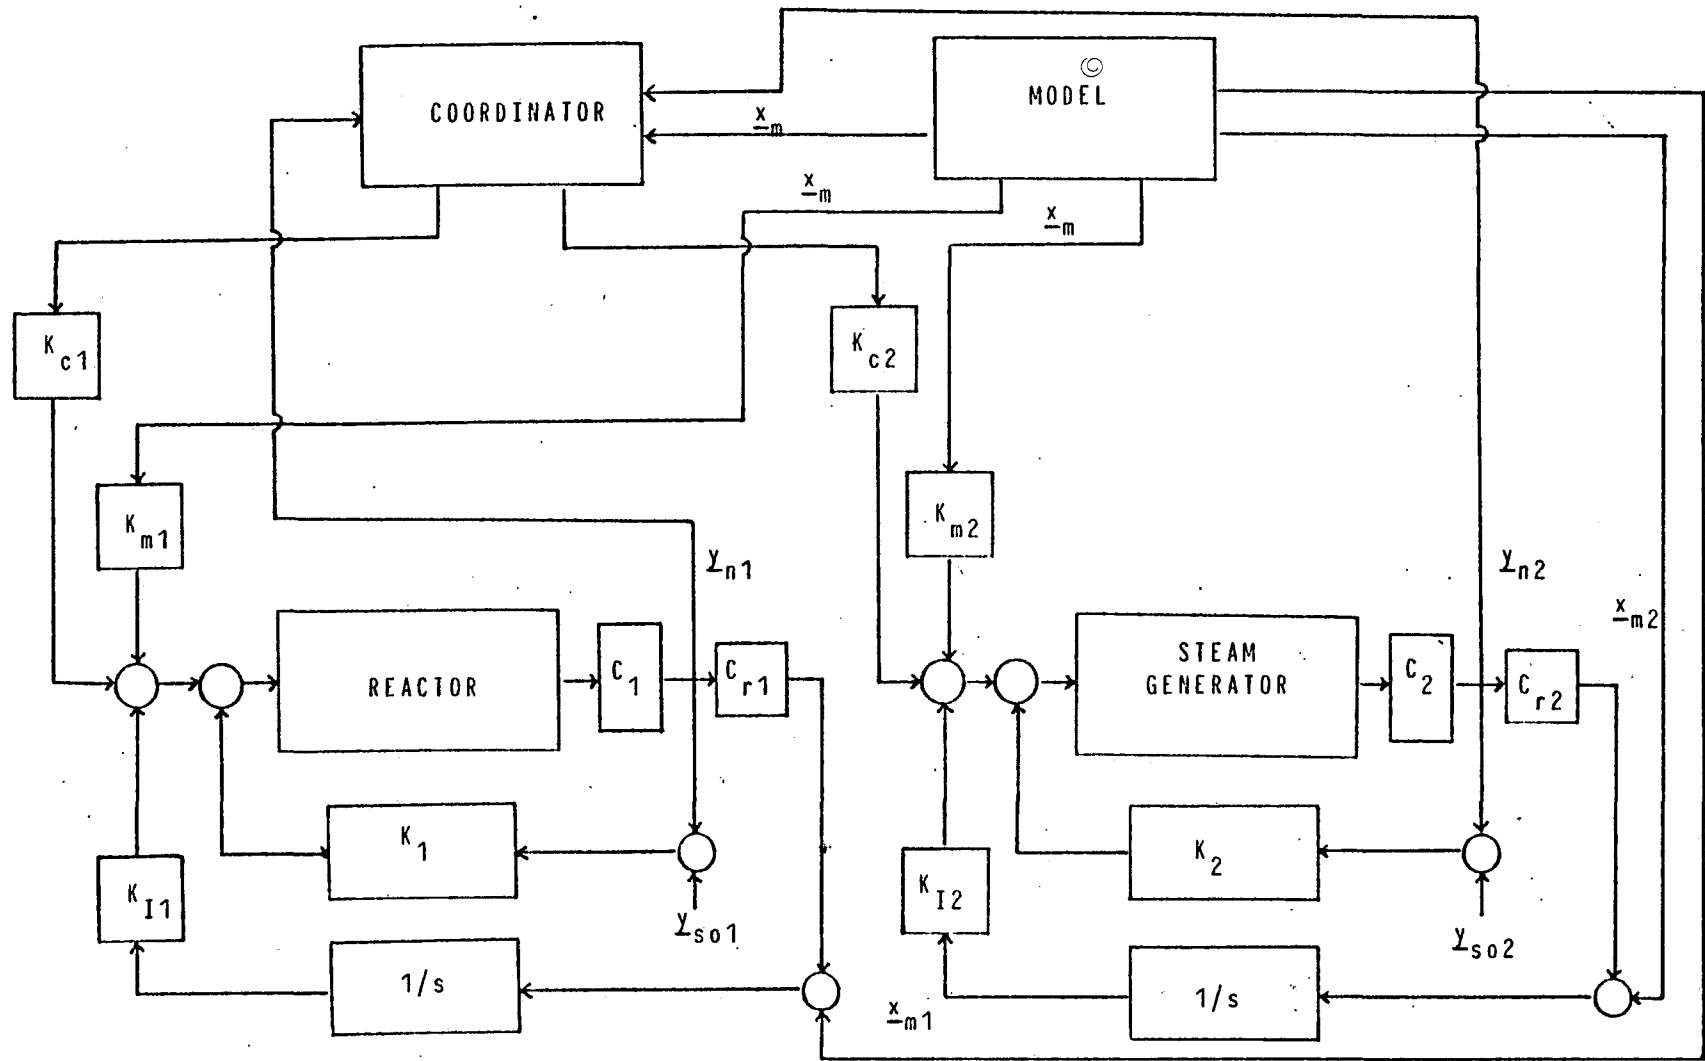 COORDINATOR
MODEL
x_m
x_m
x_m
K_c1
K_c2
K_m1
K_m2
y_n1
y_n2
x_m2
REACTOR
C_1
C_r1
STEAM
GENERATOR
C_2
C_r2
K_1
K_2
K_I1
K_I2
y_so1
y_so2
1/s
1/s
x_m1